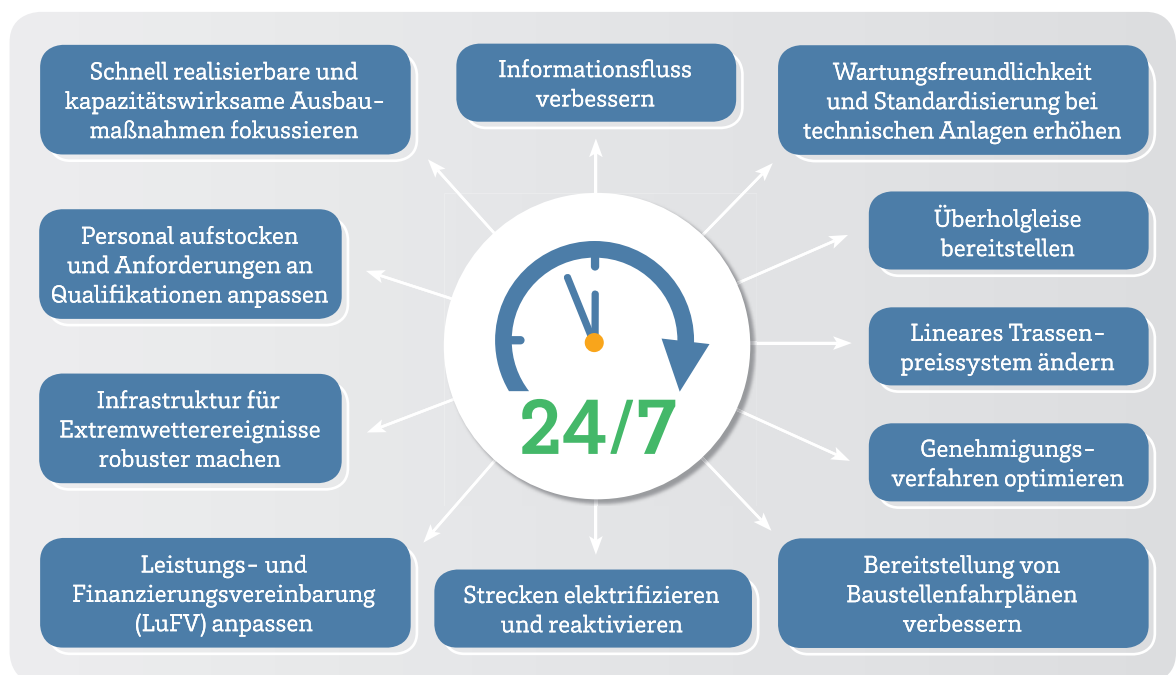 Schnell realisierbare und
kapazitätswirksame Ausbau-
maßnahmen fokussieren
Informationsfluss
verbessern
Wartungsfreundlichkeit
und Standardisierung bei
technischen Anlagen erhöhen
Personal aufstocken
und Anforderungen an
Qualifikationen anpassen
Überholgleise
bereitstellen
Lineares Trassen-
preissystem ändern
Infrastruktur für
Extremwetterereignisse
robuster machen
24/7
Genehmigungs-
verfahren optimieren
Leistungs- und
Finanzierungsvereinbarung
(LuFV) anpassen
Strecken elektrifizieren
und reaktivieren
Bereitstellung von
Baustellenfahrplänen
verbessern